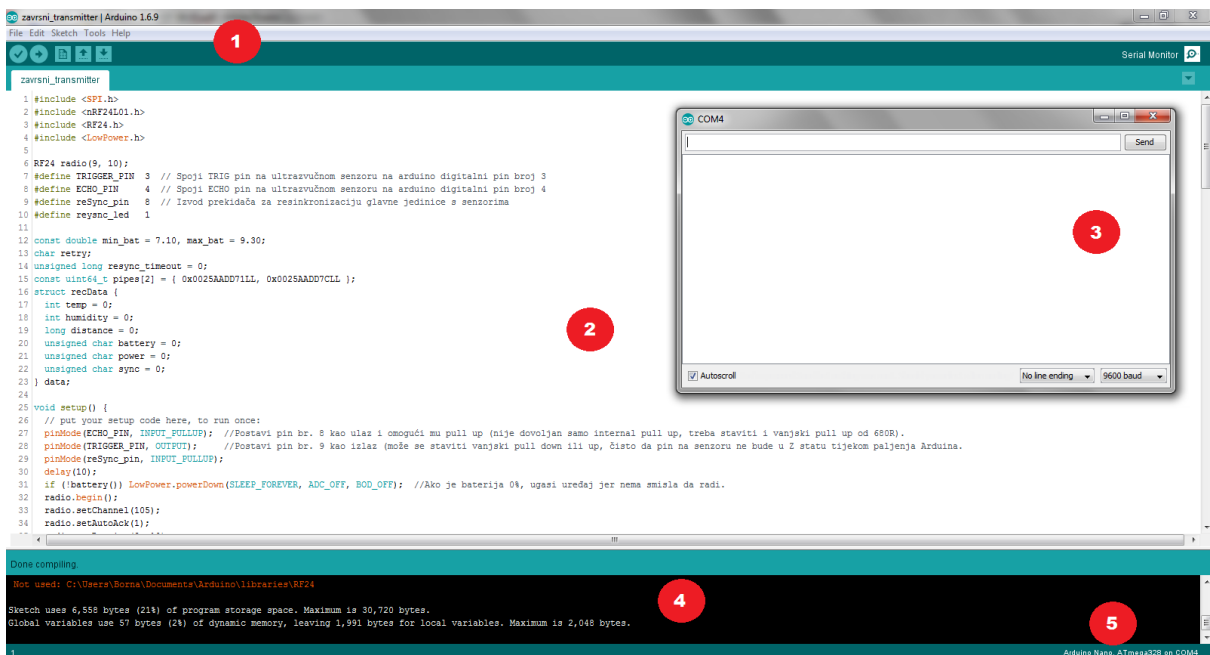 zavrsni_transmitter | Arduino 1.6.9
File Edit Sketch Tools Help
1
Serial Monitor
zavrsni_transmitter
1 #include <SPI.h>
2 #include <nRF24L01.h>
3 #include <RF24.h>
4 #include <LowPower.h>
5
6 RF24 radio(9, 10);
7 #define TRIGGER_PIN 3 // Spoji TRIG pin na ultrazvučnom senzoru na arduino digitalni pin broj 3
8 #define ECHO_PIN 4 // Spoji ECHO pin na ultrazvučnom senzoru na arduino digitalni pin broj 4
9 #define reSync_pin 8 // Izvod prekidača za resinkronizaciju glavne jedinice s senzorima
10 #define reysnc_led 1
11
12 const double min_bat = 7.10, max_bat = 9.30;
13 char retry;
14 unsigned long resync_timeout = 0;
15 const uint64_t pipes[2] = { 0x0025AADD71LL, 0x0025AADD7CLL };
16 struct recData {
17 int temp = 0;
18 int humidity = 0;
19 long distance = 0;
20 unsigned char battery = 0;
21 unsigned char power = 0;
22 unsigned char sync = 0;
23 } data;
24
25 void setup() {
26 // put your setup code here, to run once:
27 pinMode(ECHO_PIN, INPUT_PULLUP); //Postavi pin br. 8 kao ulaz i omogući mu pull up (nije dovoljan samo internal pull up, treba staviti i vanjski pull up od 680R).
28 pinMode(TRIGGER_PIN, OUTPUT); //Postavi pin br. 9 kao izlaz (može se staviti vanjski pull down ili up, čisto da pin na senzoru ne bude u Z statu tijekom paljenja Arduina.
29 pinMode(reSync_pin, INPUT_PULLUP);
30 delay(10);
31 if (!battery()) LowPower.powerDown(SLEEP_FOREVER, ADC_OFF, BOD_OFF); //Ako je baterija 0%, ugasi uređaj jer nema smisla da radi.
32 radio.begin();
33 radio.setChannel(105);
34 radio.setAutoAck(1);
2
COM4
Send
3
Autoscroll
No line ending
9600 baud
Done compiling.
Not used: C:\Users\Borna\Documents\Arduino\libraries\RF24
Sketch uses 6,558 bytes (21%) of program storage space. Maximum is 30,720 bytes.
Global variables use 57 bytes (2%) of dynamic memory, leaving 1,991 bytes for local variables. Maximum is 2,048 bytes.
4
5
1
Arduino Nano, ATmega328 on COM4